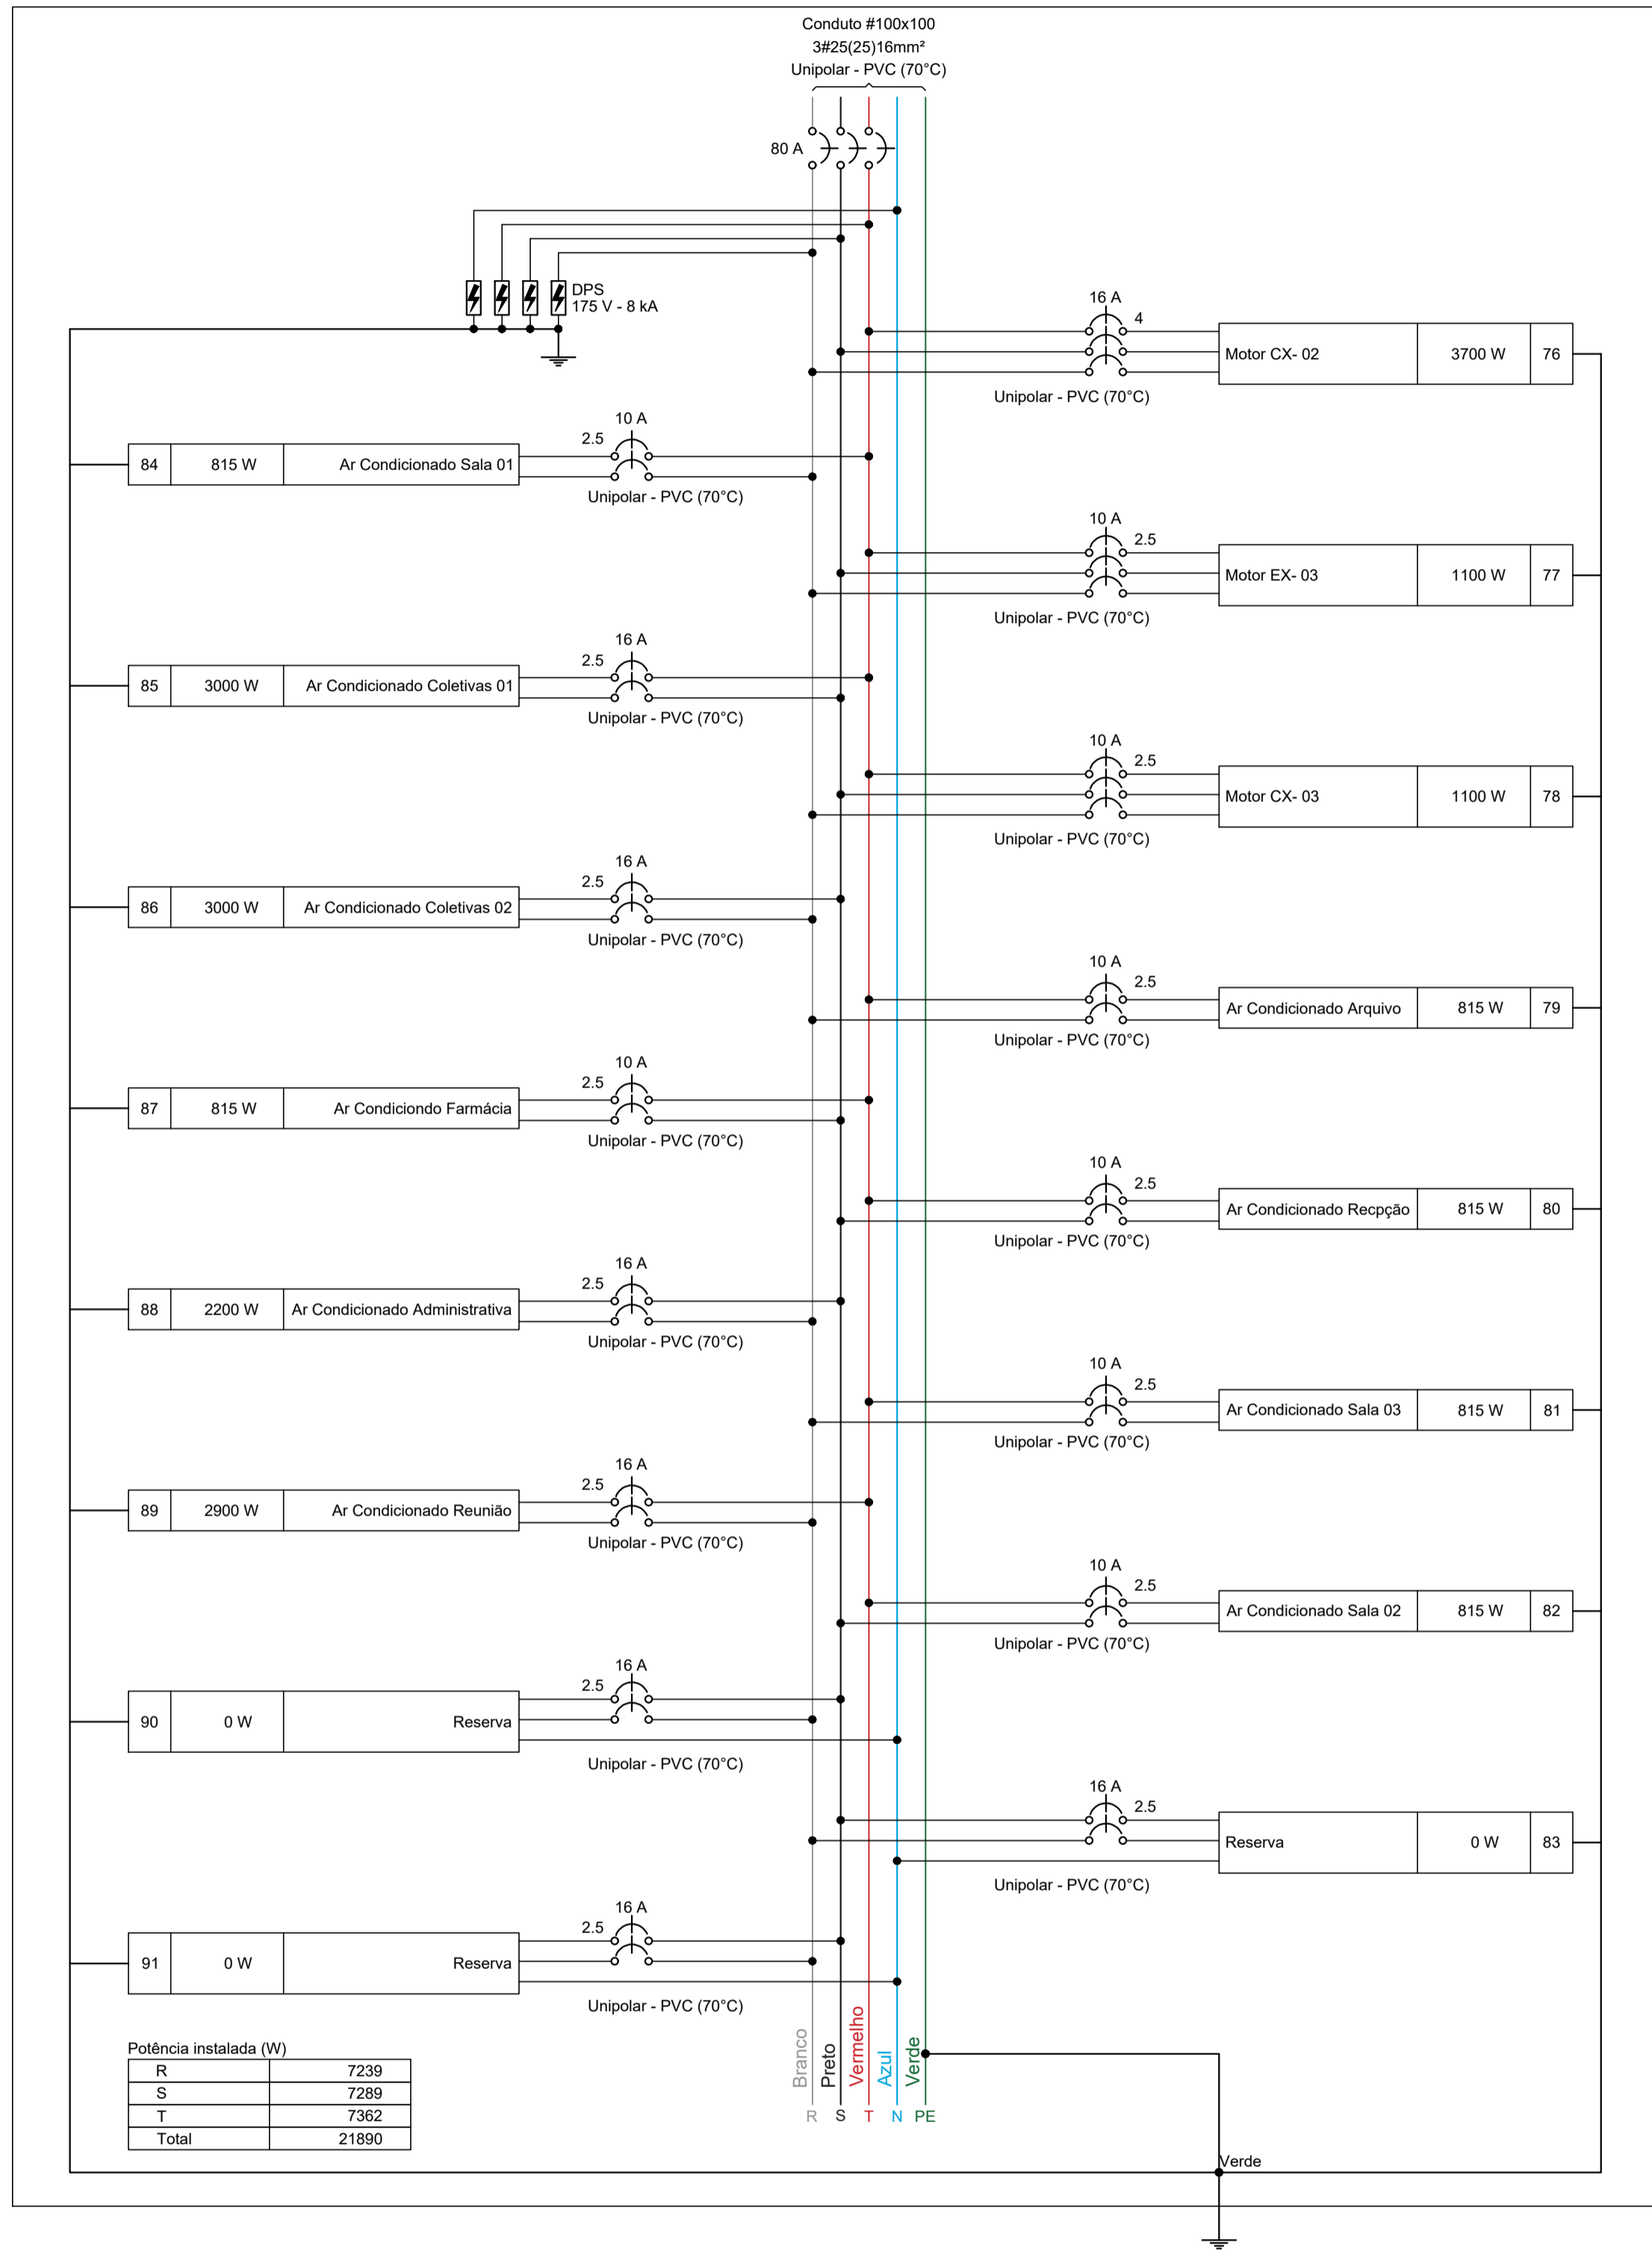 Conduto #100x100
3#25(25)16mm²
Unipolar - PVC (70°C)
80 A
DPS
175 V - 8 kA
16 A
4
Motor CX- 02 3700 W 76
Unipolar - PVC (70°C)
10 A
2.5
84 815 W Ar Condicionado Sala 01
Unipolar - PVC (70°C)
10 A
2.5
Motor EX- 03 1100 W 77
Unipolar - PVC (70°C)
16 A
2.5
85 3000 W Ar Condicionado Coletivas 01
Unipolar - PVC (70°C)
10 A
2.5
Motor CX- 03 1100 W 78
Unipolar - PVC (70°C)
16 A
2.5
86 3000 W Ar Condicionado Coletivas 02
Unipolar - PVC (70°C)
10 A
2.5
Ar Condicionado Arquivo 815 W 79
Unipolar - PVC (70°C)
10 A
2.5
87 815 W Ar Condiciondo Farmácia
Unipolar - PVC (70°C)
10 A
2.5
Ar Condicionado Recpção 815 W 80
Unipolar - PVC (70°C)
16 A
2.5
88 2200 W Ar Condicionado Administrativa
Unipolar - PVC (70°C)
10 A
2.5
Ar Condicionado Sala 03 815 W 81
Unipolar - PVC (70°C)
16 A
2.5
89 2900 W Ar Condicionado Reunião
Unipolar - PVC (70°C)
10 A
2.5
Ar Condicionado Sala 02 815 W 82
Unipolar - PVC (70°C)
16 A
2.5
90 0 W Reserva
Unipolar - PVC (70°C)
16 A
2.5
Reserva 0 W 83
Unipolar - PVC (70°C)
16 A
2.5
91 0 W Reserva
Unipolar - PVC (70°C)
Branco
Preto
Vermelho
Azul
Verde
R S T N PE
Potência instalada (W)
R 7239
S 7289
T 7362
Total 21890
Verde